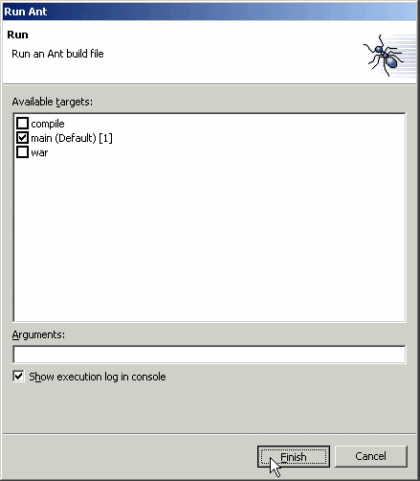 Run Ant
Run
Run an Ant build file
Available targets:
compile
main (Default) [1]
war
Arguments:
Show execution log in console
Finish
Cancel